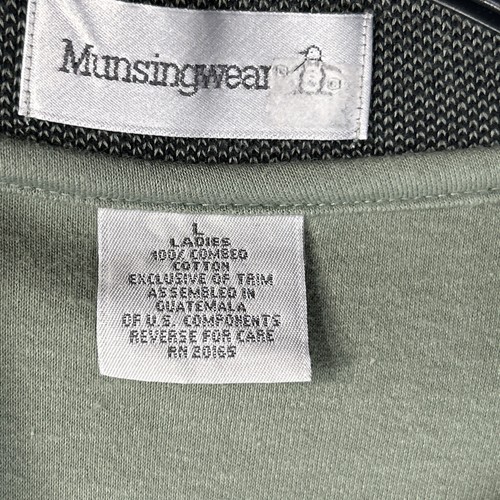 Munsingwear
L
LADIES
100% COMBED
COTTON
EXCLUSIVE OF TRIM
ASSEMBLED IN
GUATEMALA
OF U.S. COMPONENTS
REVERSE FOR CARE
RN 20165